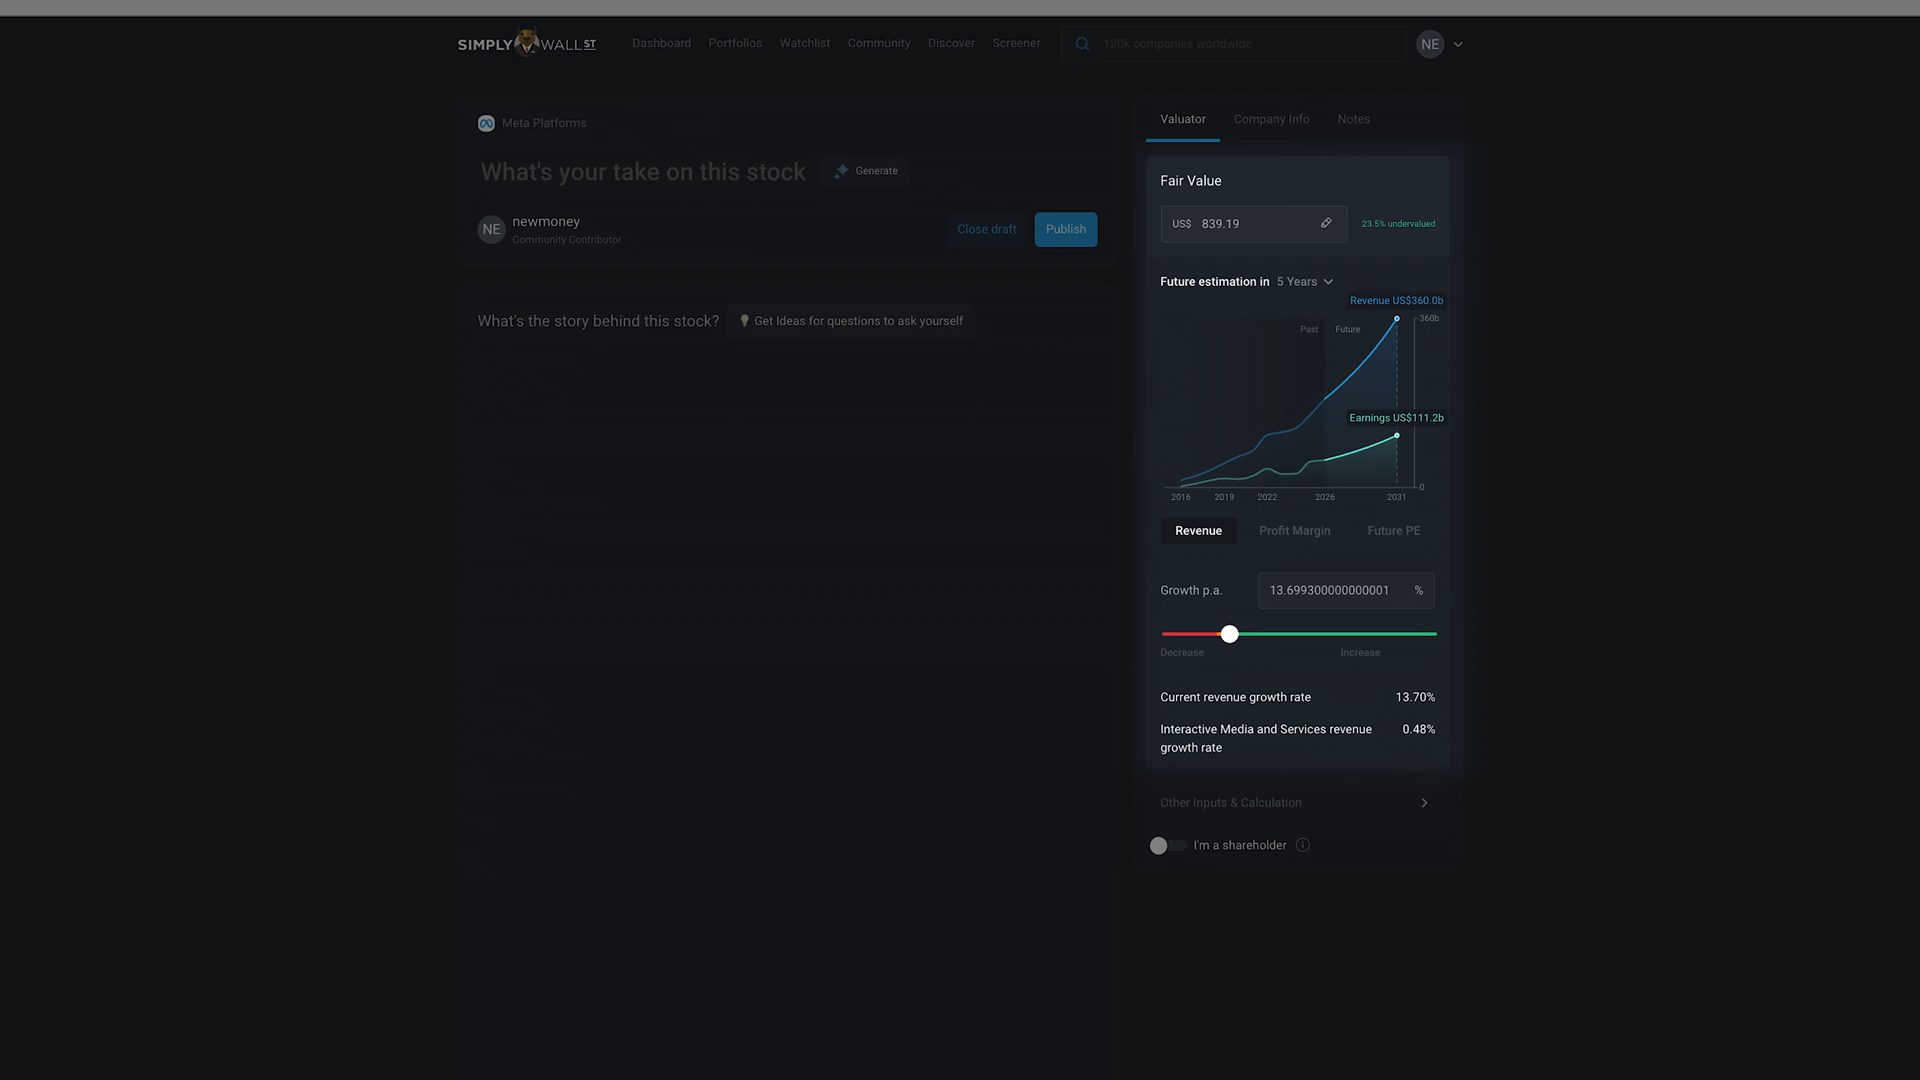 SIMPLY WALLST
Dashboard
Portfolios
Watchlist
Community
Discover
Screener
120k companies worldwide
NE
Meta Platforms
What's your take on this stock
Generate
NE
newmoney
Community Contributor
Close draft
Publish
What's the story behind this stock?
Get Ideas for questions to ask yourself
Valuator
Company Info
Notes
Fair Value
US$ 839.19
23.5% undervalued
Future estimation in 5 Years
Revenue US$360.0b
Past
Future
360b
Earnings US$111.2b
0
2016
2019
2022
2026
2031
Revenue
Profit Margin
Future PE
Growth p.a.
13.699300000000001 %
Decrease
Increase
Current revenue growth rate
13.70%
Interactive Media and Services revenue
growth rate
0.48%
Other Inputs & Calculation
I'm a shareholder